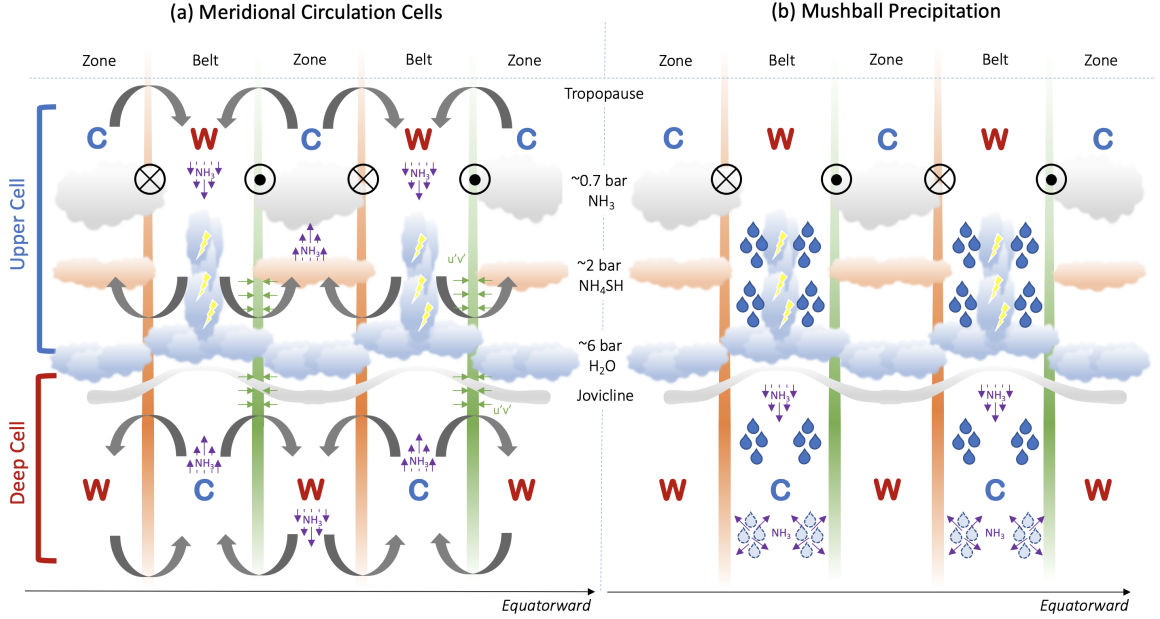 (a) Meridional Circulation Cells
(b) Mushball Precipitation
Zone
Belt
Zone
Belt
Zone
Zone
Belt
Zone
Belt
Zone
Tropopause
C
W
C
W
C
C
W
C
W
C
NH₃
NH₃
~0.7 bar
NH₃
Upper Cell
NH₃
u'v'
~2 bar
NH₄SH
~6 bar
H₂O
Jovicline
u'v'
NH₃
NH₃
Deep Cell
NH₃
NH₃
W
C
W
C
W
W
C
W
C
W
NH₃
NH₃
NH₃
Equatorward
Equatorward